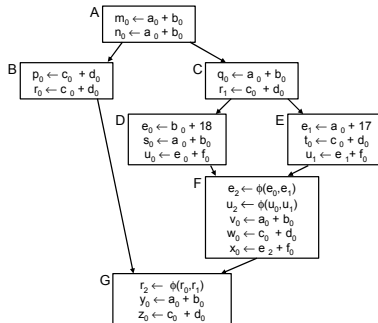 A
m₀ ← a₀ + b₀
n₀ ← a₀ + b₀
B
p₀ ← c₀ + d₀
r₀ ← c₀ + d₀
C
q₀ ← a₀ + b₀
r₁ ← c₀ + d₀
D
e₀ ← b₀ + 18
s₀ ← a₀ + b₀
u₀ ← e₀ + f₀
E
e₁ ← a₀ + 17
t₀ ← c₀ + d₀
u₁ ← e₁ + f₀
F
e₂ ← ϕ(e₀,e₁)
u₂ ← ϕ(u₀,u₁)
v₀ ← a₀ + b₀
w₀ ← c₀ + d₀
x₀ ← e₂ + f₀
G
r₂ ← ϕ(r₀,r₁)
y₀ ← a₀ + b₀
z₀ ← c₀ + d₀